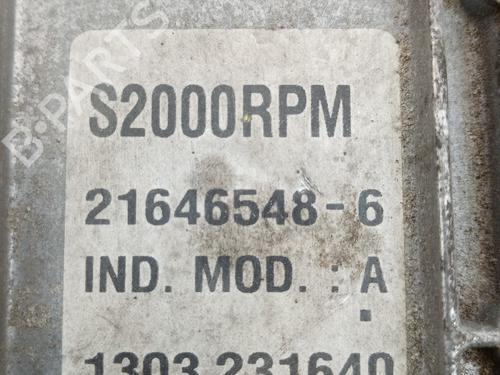 B-PARTS
S2000RPM
21646548-6
IND. MOD. : A
1303 231640